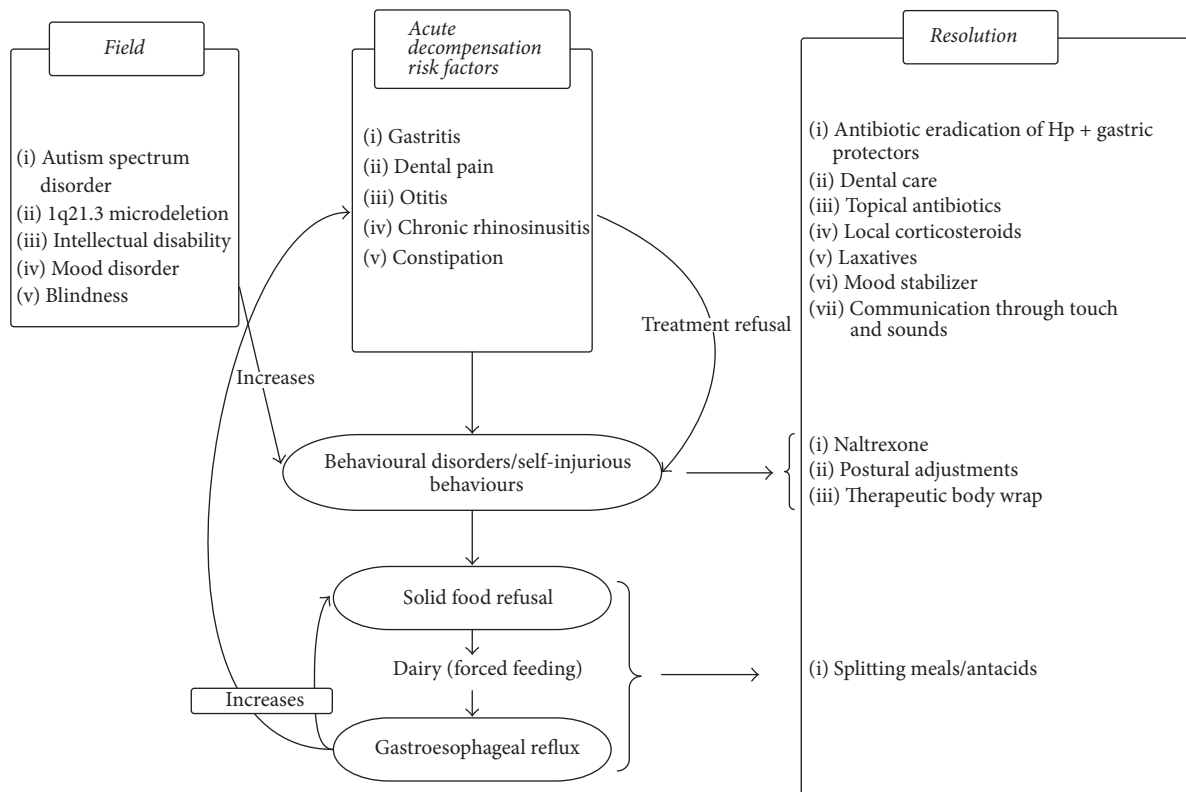 Field
(i) Autism spectrum
disorder
(ii) 1q21.3 microdeletion
(iii) Intellectual disability
(iv) Mood disorder
(v) Blindness
Acute
decompensation
risk factors
(i) Gastritis
(ii) Dental pain
(iii) Otitis
(iv) Chronic rhinosinusitis
(v) Constipation
Resolution
(i) Antibiotic eradication of Hp + gastric
protectors
(ii) Dental care
(iii) Topical antibiotics
(iv) Local corticosteroids
(v) Laxatives
(vi) Mood stabilizer
(vii) Communication through touch
and sounds
Treatment refusal
Increases
Behavioural disorders/self-injurious
behaviours
(i) Naltrexone
(ii) Postural adjustments
(iii) Therapeutic body wrap
Solid food refusal
Dairy (forced feeding)
Increases
Gastroesophageal reflux
(i) Splitting meals/antacids